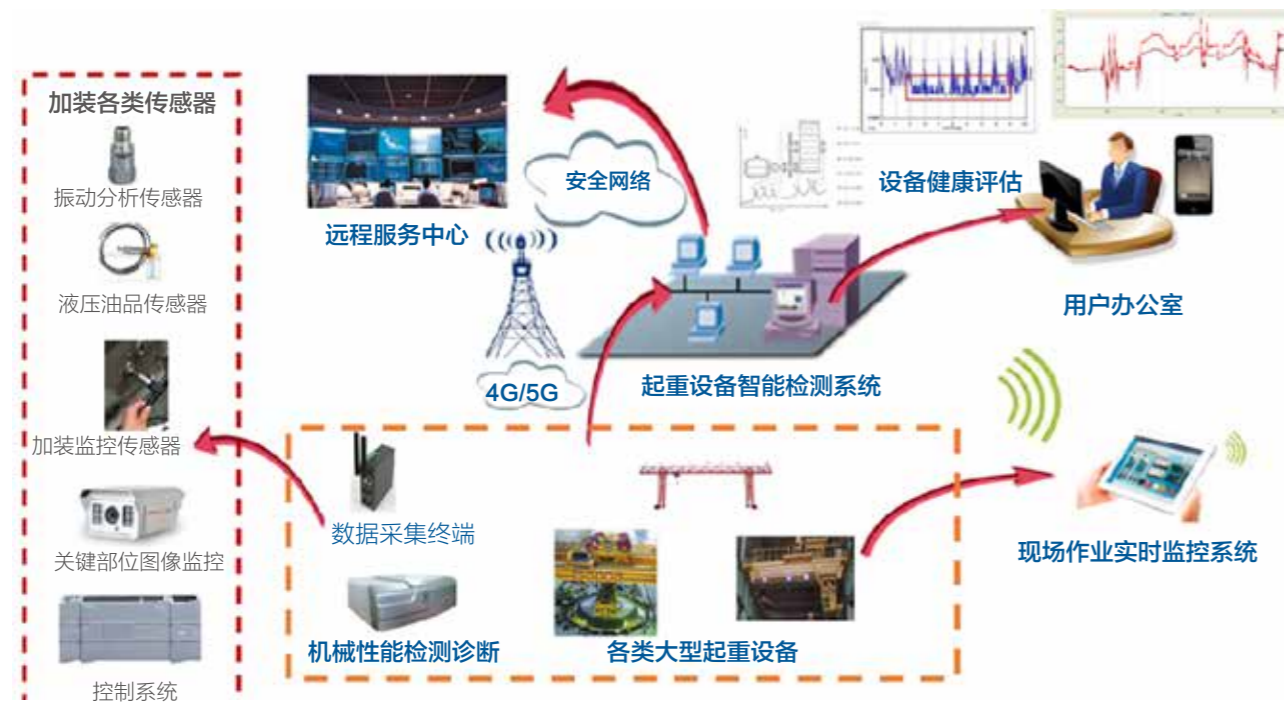 加装各类传感器
振动分析传感器
液压油品传感器
加装监控传感器
关键部位图像监控
控制系统
远程服务中心
安全网络
4G/5G
设备健康评估
用户办公室
起重设备智能检测系统
数据采集终端
机械性能检测诊断
各类大型起重设备
现场作业实时监控系统